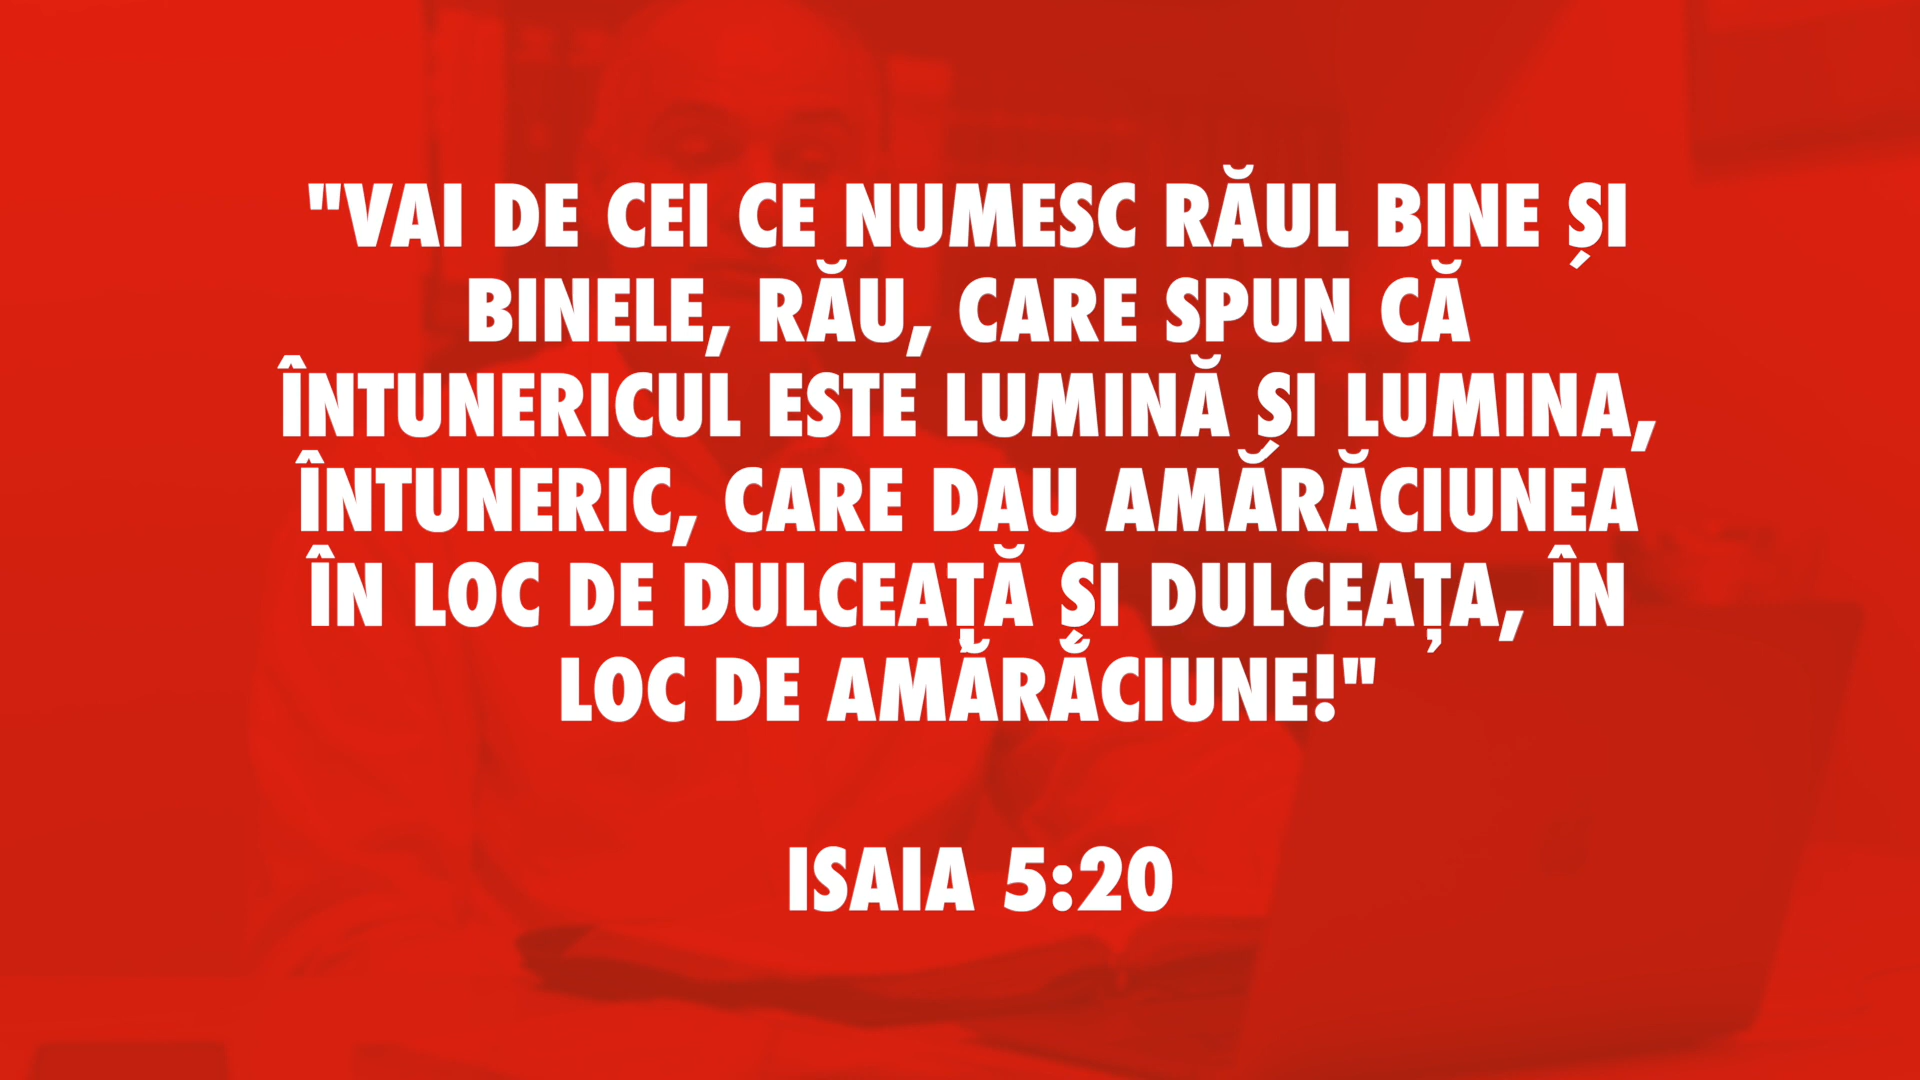 "VAI DE CEI CE NUMESC RĂUL BINE ȘI
BINELE, RĂU, CARE SPUN CĂ
ÎNTUNERICUL ESTE LUMINĂ ȘI LUMINA,
ÎNTUNERIC, CARE DAU AMĂRĂCIUNEA
ÎN LOC DE DULCEAȚĂ ȘI DULCEAȚA, ÎN
LOC DE AMĂRĂCIUNE!"
ISAIA 5:20